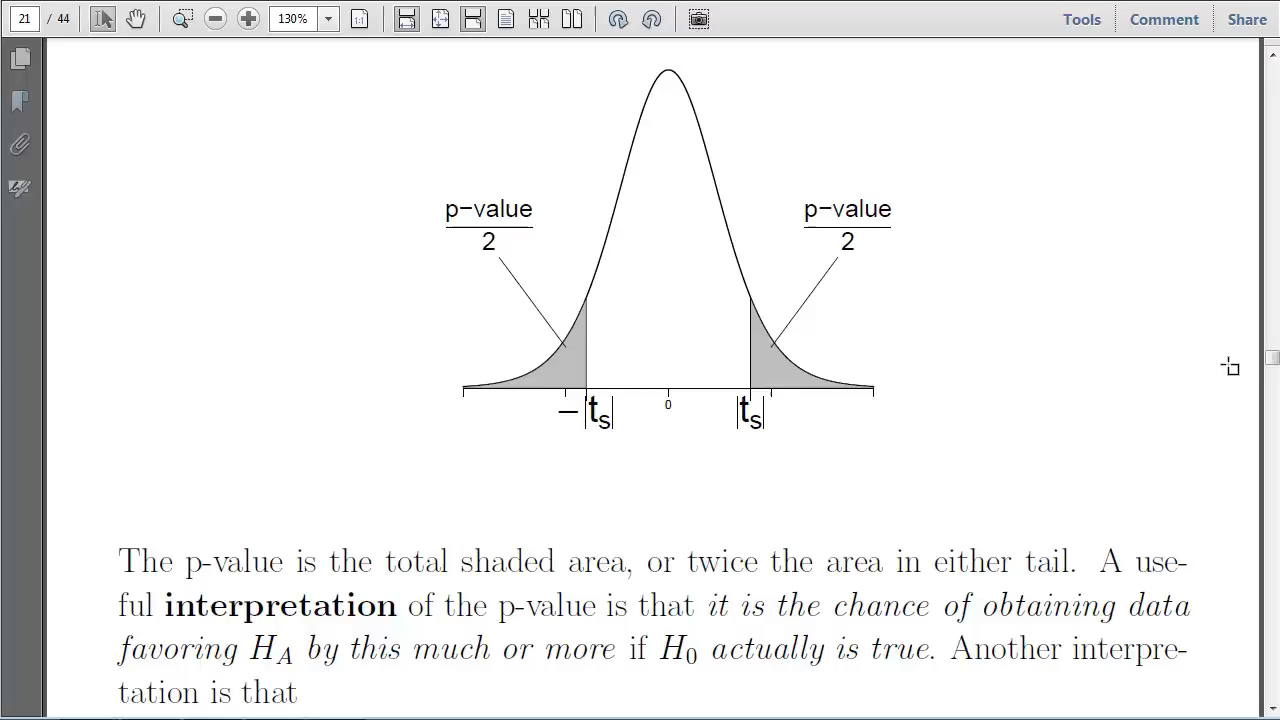 21 / 44 130% Tools Comment Share
p−value p−value
2 2
−|ts| 0 |ts|
The p-value is the total shaded area, or twice the area in either tail. A use-
ful interpretation of the p-value is that it is the chance of obtaining data
favoring HA by this much or more if H0 actually is true. Another interpre-
tation is that